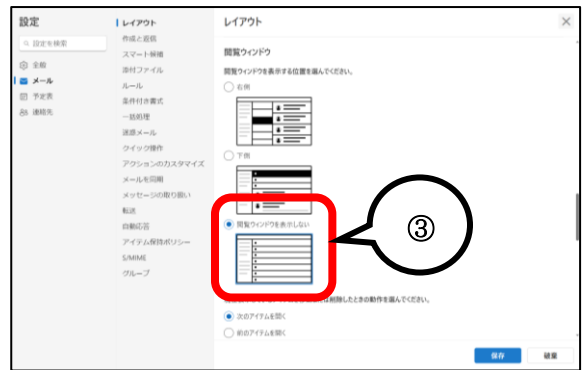 設定
設定を検索
全般
メール
予定表
連絡先
レイアウト
作成と返信
スマート候補
添付ファイル
ルール
条件付き書式
一括処理
迷惑メール
クイック操作
アクションのカスタマイズ
メールを同期
メッセージの取り扱い
転送
自動応答
アイテム保持ポリシー
S/MIME
グループ
レイアウト
閲覧ウィンドウ
閲覧ウィンドウを表示する位置を選んでください。
右側
下側
閲覧ウィンドウを表示しない
③
削除したときの動作を選んでください。
次のアイテムを開く
前のアイテムを開く
保存
破棄